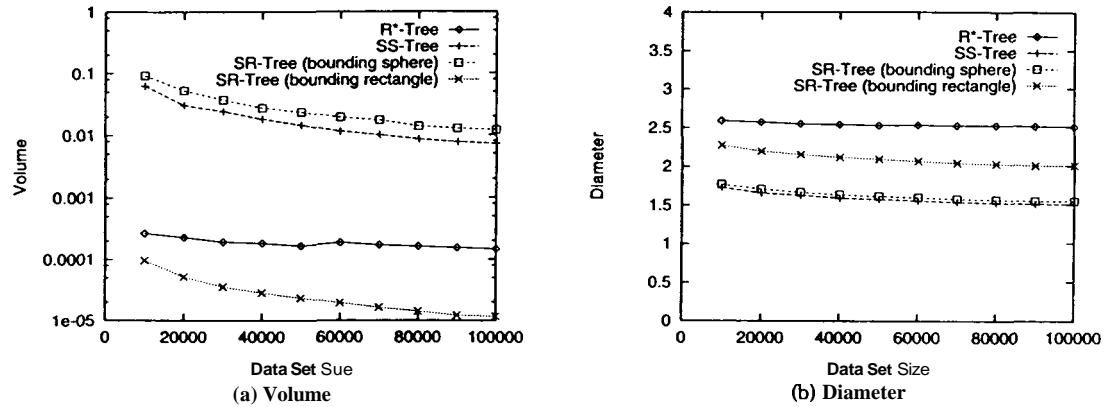 1
0.1
0.01
0.001
0.0001
1e-05
Volume
R*-Tree
SS-Tree
SR-Tree (bounding sphere)
SR-Tree (bounding rectangle)
0 20000 40000 60000 80000 100000
Data Set Sue
(a) Volume
4
3.5
3
2.5
2
1.5
1
0.5
0
Diameter
R*-Tree
SS-Tree
SR-Tree (bounding sphere)
SR-Tree (bounding rectangle)
0 20000 40000 60000 80000 100000
Data Set Size
(b) Diameter